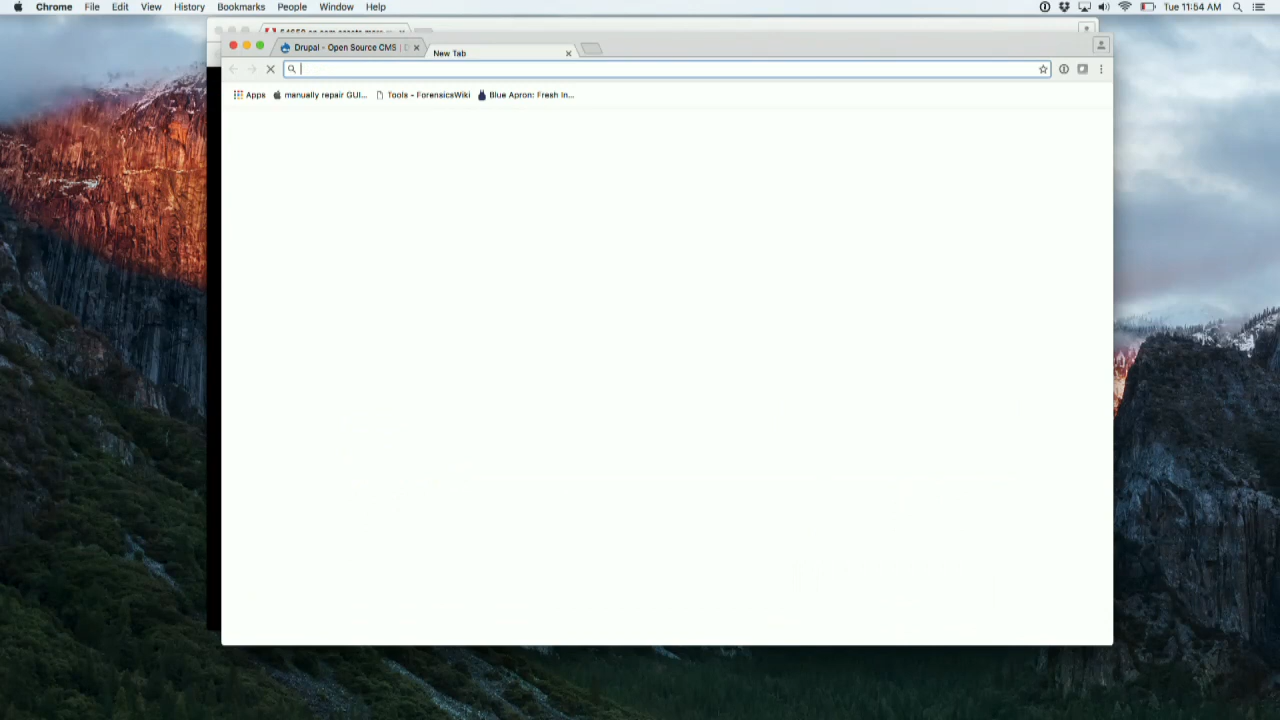 Chrome File Edit View History Bookmarks People Window Help Tue 11:54 AM
Drupal - Open Source CMS |
New Tab
Apps manually repair GUI... Tools - ForensicsWiki Blue Apron: Fresh In...